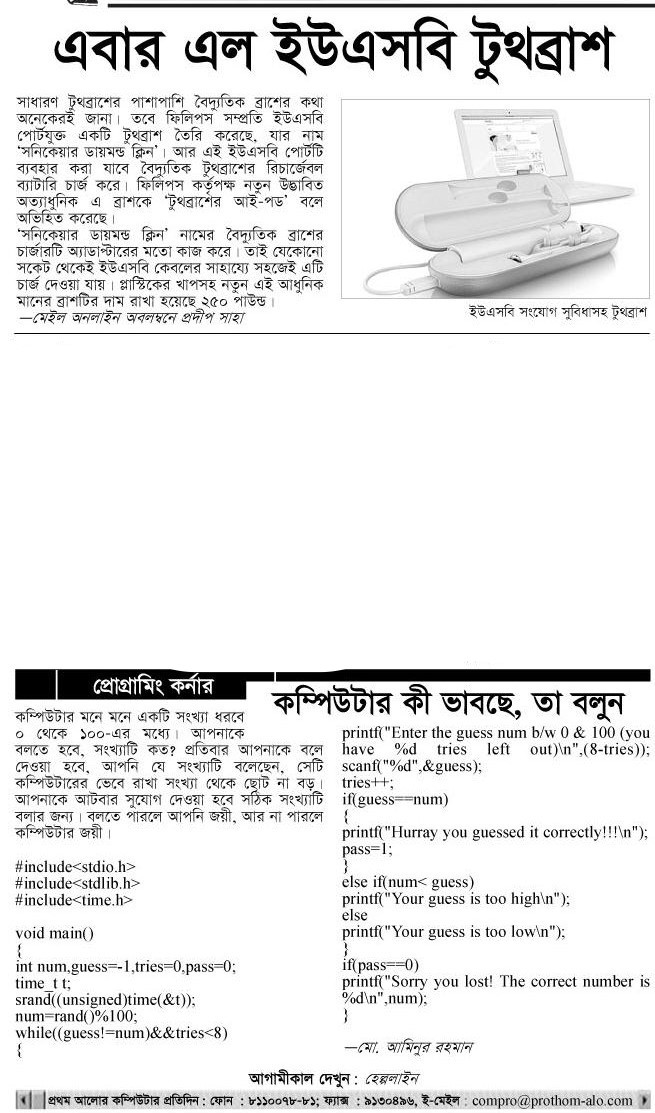 এবার এল ইউএসবি টুথব্রাশ
সাধারণ টুথব্রাশের পাশাপাশি বৈদ্যুতিক ব্রাশের কথা
অনেকেরই জানা। তবে ফিলিপস সম্প্রতি ইউএসবি
পোর্টযুক্ত একটি টুথব্রাশ তৈরি করেছে, যার নাম
‘সনিকেয়ার ডায়মন্ড ক্লিন’। আর এই ইউএসবি পোর্টটি
ব্যবহার করা যাবে বৈদ্যুতিক টুথব্রাশের রিচার্জেবল
ব্যাটারি চার্জ করে। ফিলিপস কর্তৃপক্ষ নতুন উদ্ভাবিত
অত্যাধুনিক এ ব্রাশকে ‘টুথব্রাশের আই-পড’ বলে
অভিহিত করেছে।
‘সনিকেয়ার ডায়মন্ড ক্লিন’ নামের বৈদ্যুতিক ব্রাশের
চার্জারটি অ্যাডাপ্টারের মতো কাজ করে। তাই যেকোনো
সকেট থেকেই ইউএসবি কেবলের সাহায্যে সহজেই এটি
চার্জ দেওয়া যায়। প্লাস্টিকের খাপসহ নতুন এই আধুনিক
মানের ব্রাশটির দাম রাখা হয়েছে ২৫০ পাউন্ড।
—মেইল অনলাইন অবলম্বনে প্রদীপ সাহা
ইউএসবি সংযোগ সুবিধাসহ টুথব্রাশ
প্রোগ্রামিং কর্নার
কম্পিউটার কী ভাবছে, তা বলুন
কম্পিউটার মনে মনে একটি সংখ্যা ধরবে
০ থেকে ১০০-এর মধ্যে। আপনাকে
বলতে হবে, সংখ্যাটি কত? প্রতিবার আপনাকে বলে
দেওয়া হবে, আপনি যে সংখ্যাটি বলেছেন, সেটি
কম্পিউটারের ভেবে রাখা সংখ্যা থেকে ছোট না বড়।
আপনাকে আটবার সুযোগ দেওয়া হবে সঠিক সংখ্যাটি
বলার জন্য। বলতে পারলে আপনি জয়ী, আর না পারলে
কম্পিউটার জয়ী।
#include<stdio.h>
#include<stdlib.h>
#include<time.h>
void main()
{
int num,guess=-1,tries=0,pass=0;
time_t t;
srand((unsigned)time(&t));
num=rand()%100;
while((guess!=num)&&tries<8)
{
printf("Enter the guess num b/w 0 & 100 (you
have %d tries left out)\n",(8-tries));
scanf("%d",&guess);
tries++;
if(guess==num)
{
printf("Hurray you guessed it correctly!!!\n");
pass=1;
}
else if(num< guess)
printf("Your guess is too high\n");
else
printf("Your guess is too low\n");
}
if(pass==0)
printf("Sorry you lost! The correct number is
%d\n",num);
}
—মো. আমিনুর রহমান
আগামীকাল দেখুন : হেল্পলাইন
প্রথম আলোর কম্পিউটার প্রতিদিন : ফোন : ৮১১০০৭৮-৮১; ফ্যাক্স : ৯১৩০৪৯৬, ই-মেইল : compro@prothom-alo.com